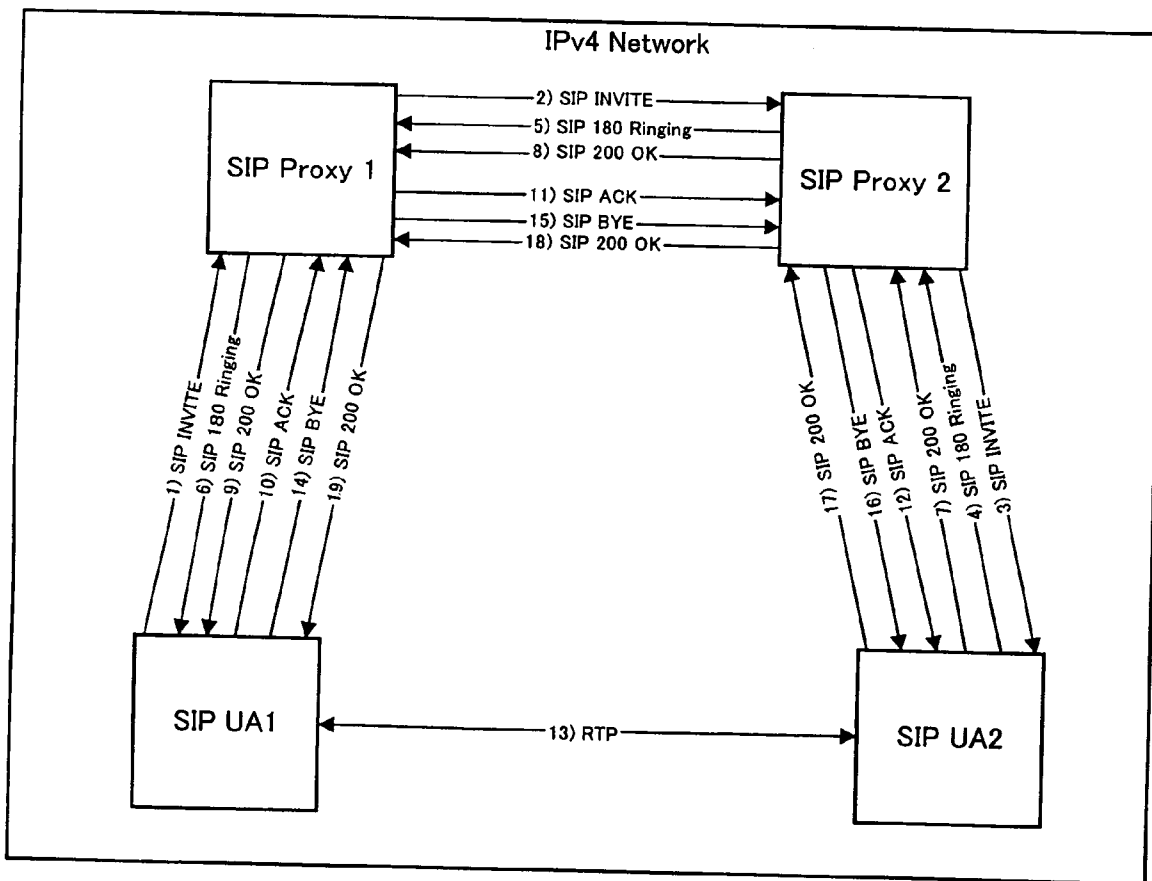 IPv4 Network
SIP Proxy 1
2) SIP INVITE
5) SIP 180 Ringing
8) SIP 200 OK
11) SIP ACK
15) SIP BYE
18) SIP 200 OK
SIP Proxy 2
1) SIP INVITE
6) SIP 180 Ringing
9) SIP 200 OK
10) SIP ACK
14) SIP BYE
19) SIP 200 OK
17) SIP 200 OK
16) SIP BYE
12) SIP ACK
7) SIP 200 OK
4) SIP 180 Ringing
3) SIP INVITE
SIP UA1
13) RTP
SIP UA2